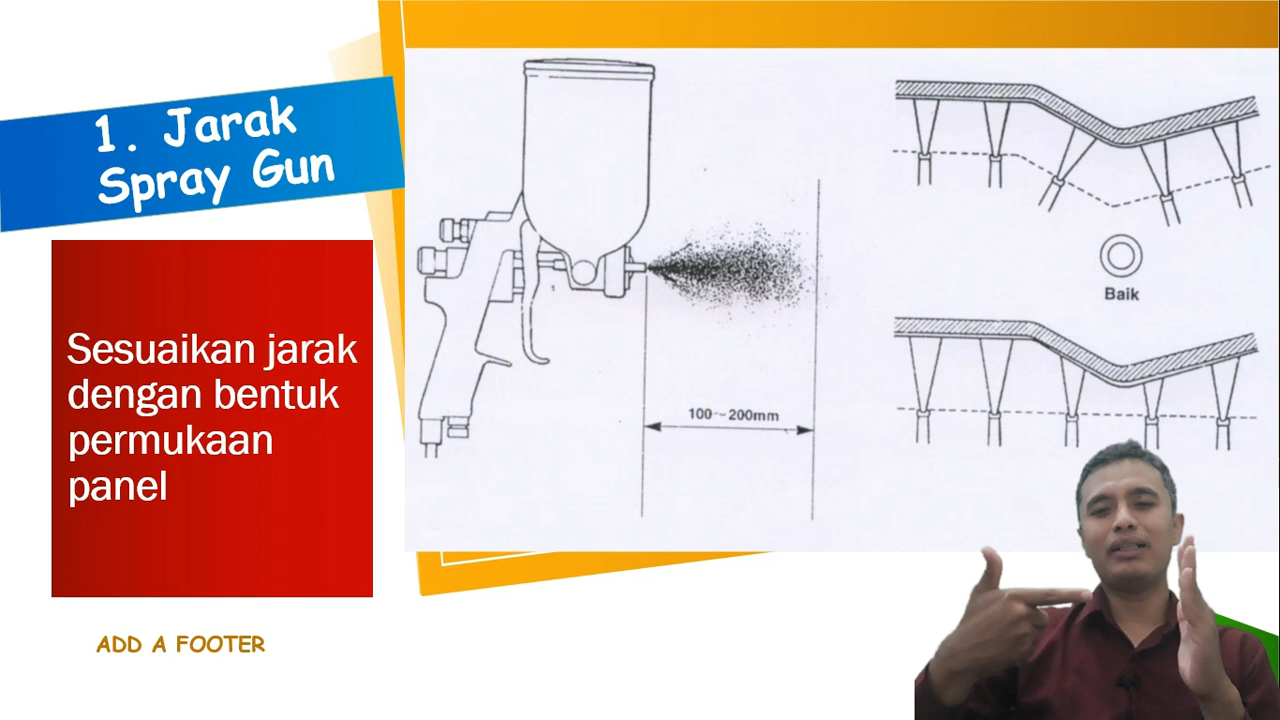 1. Jarak
Spray Gun
Sesuaikan jarak
dengan bentuk
permukaan
panel
ADD A FOOTER
100~200mm
Baik